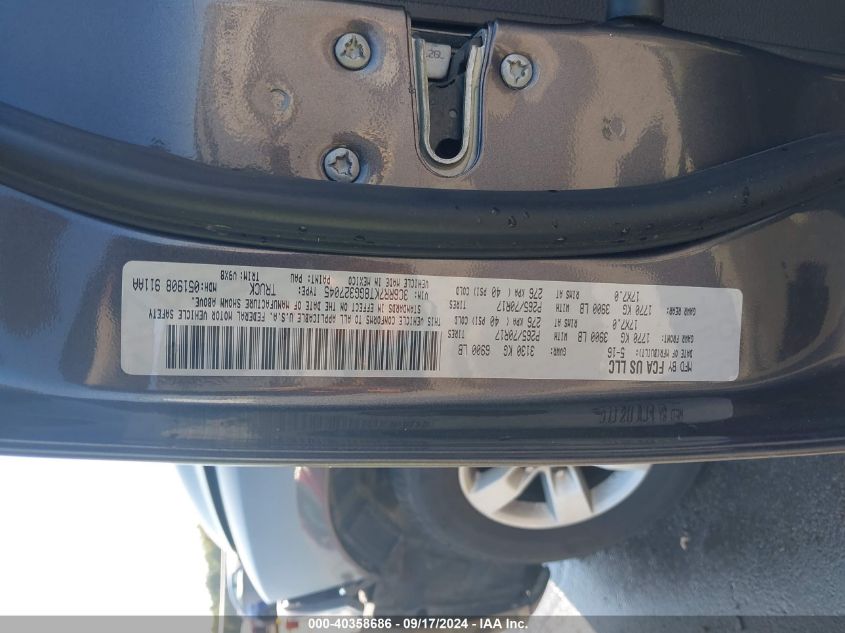 MFD BY FCA US LLC
DATE OF MFR(BUILT): 5-16
GVWR: 3130 KG 6900 LB
GAWR FRONT: 1770 KG 3900 LB WITH TIRES P265/70R17
RIMS AT 17X7.0 276 KPA ( 40 PSI) COLD
GAWR REAR: 1770 KG 3900 LB WITH TIRES P265/70R17
RIMS AT 17X7.0 276 KPA ( 40 PSI) COLD
THIS VEHICLE CONFORMS TO ALL APPLICABLE U.S.A. FEDERAL MOTOR VEHICLE SAFETY
STANDARDS IN EFFECT ON THE DATE OF MANUFACTURE SHOWN ABOVE.
VIN: 3C6RR7KT8GG327045 TYPE: TRUCK MDH:051908 911AA
VEHICLE MADE IN MEXICO PAINT: PAU TRIM: V9X8
000-40358686 - 09/17/2024 - IAA Inc.